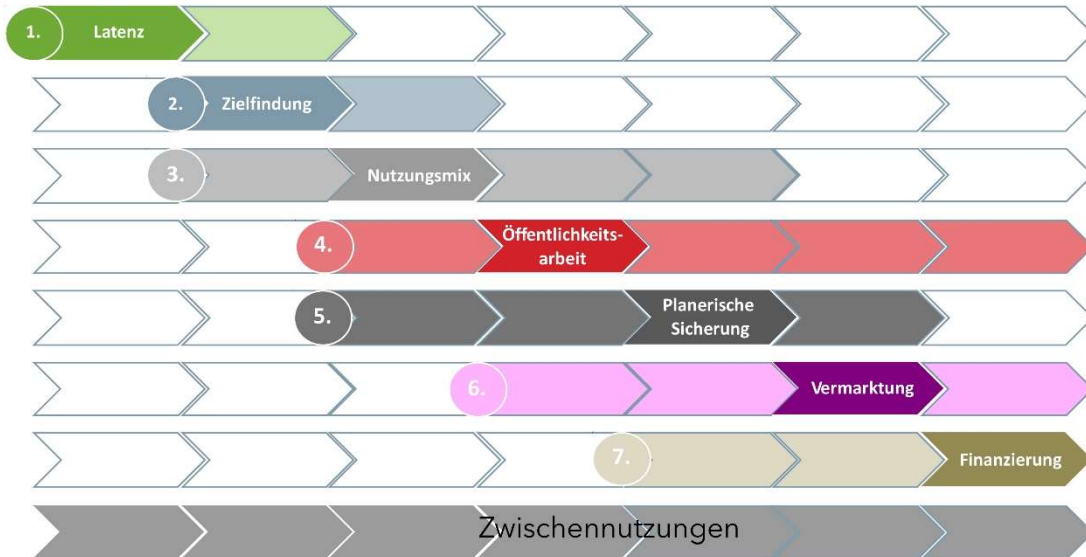 1. Latenz
2. Zielfindung
3. Nutzungsmix
4. Öffentlichkeits-
arbeit
5. Planerische
Sicherung
6. Vermarktung
7. Finanzierung
Zwischennutzungen